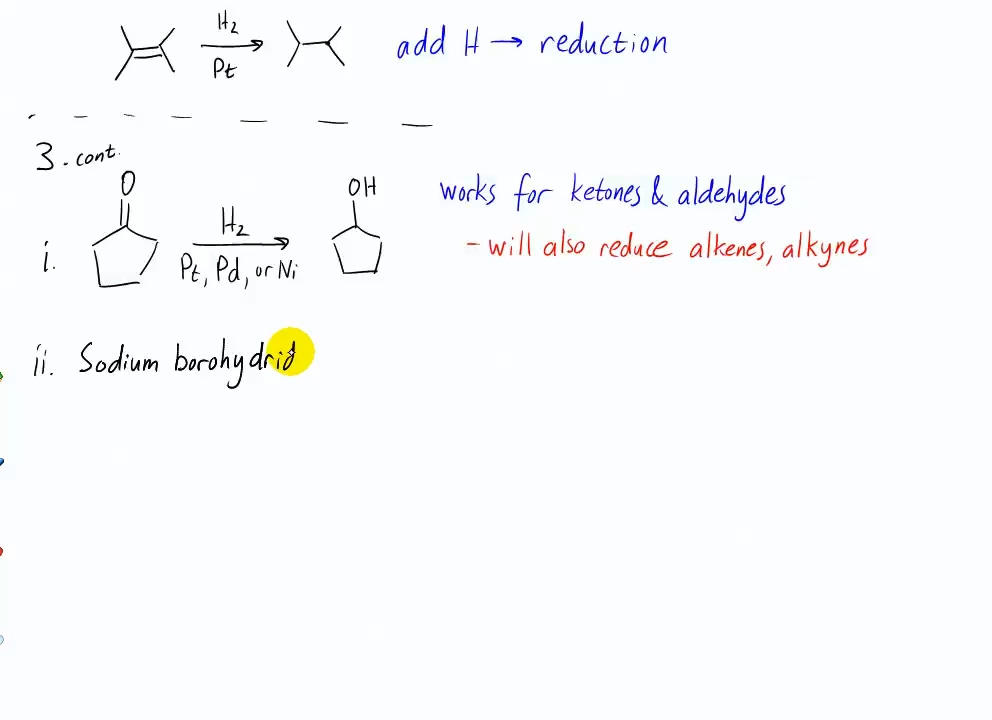 H₂
Pt
add H → reduction
3. cont.
O
i.
H₂
Pt, Pd, or Ni
OH
works for ketones & aldehydes
- will also reduce alkenes, alkynes
ii. Sodium borohydrid